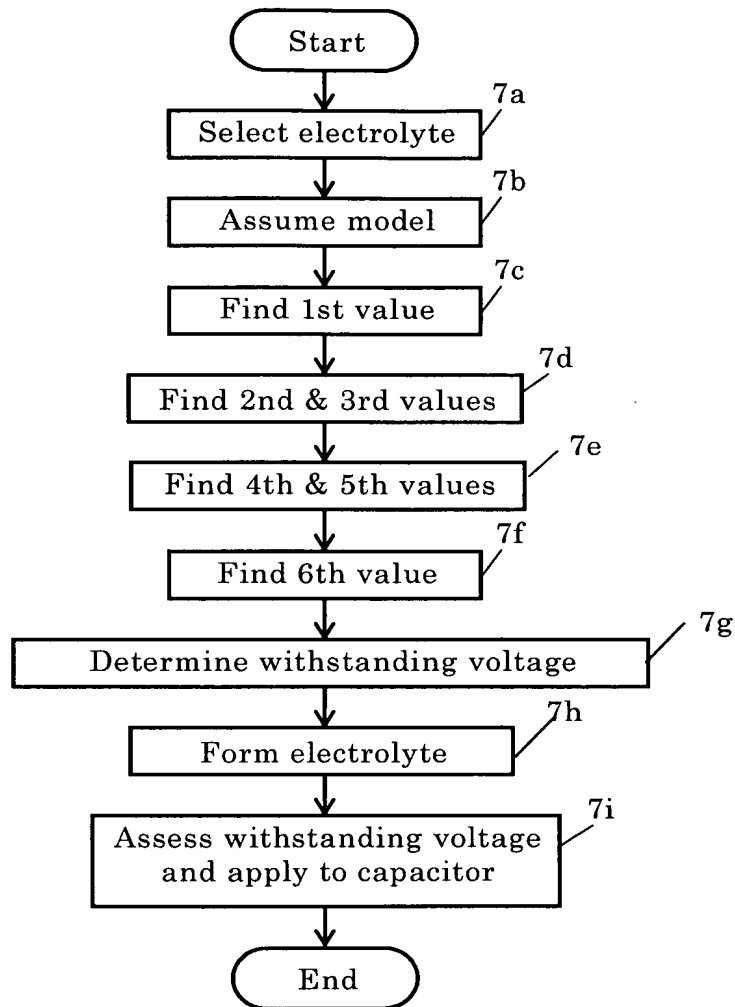 Start
7a
Select electrolyte
7b
Assume model
7c
Find 1st value
7d
Find 2nd & 3rd values
7e
Find 4th & 5th values
7f
Find 6th value
7g
Determine withstanding voltage
7h
Form electrolyte
7i
Assess withstanding voltage
and apply to capacitor
End